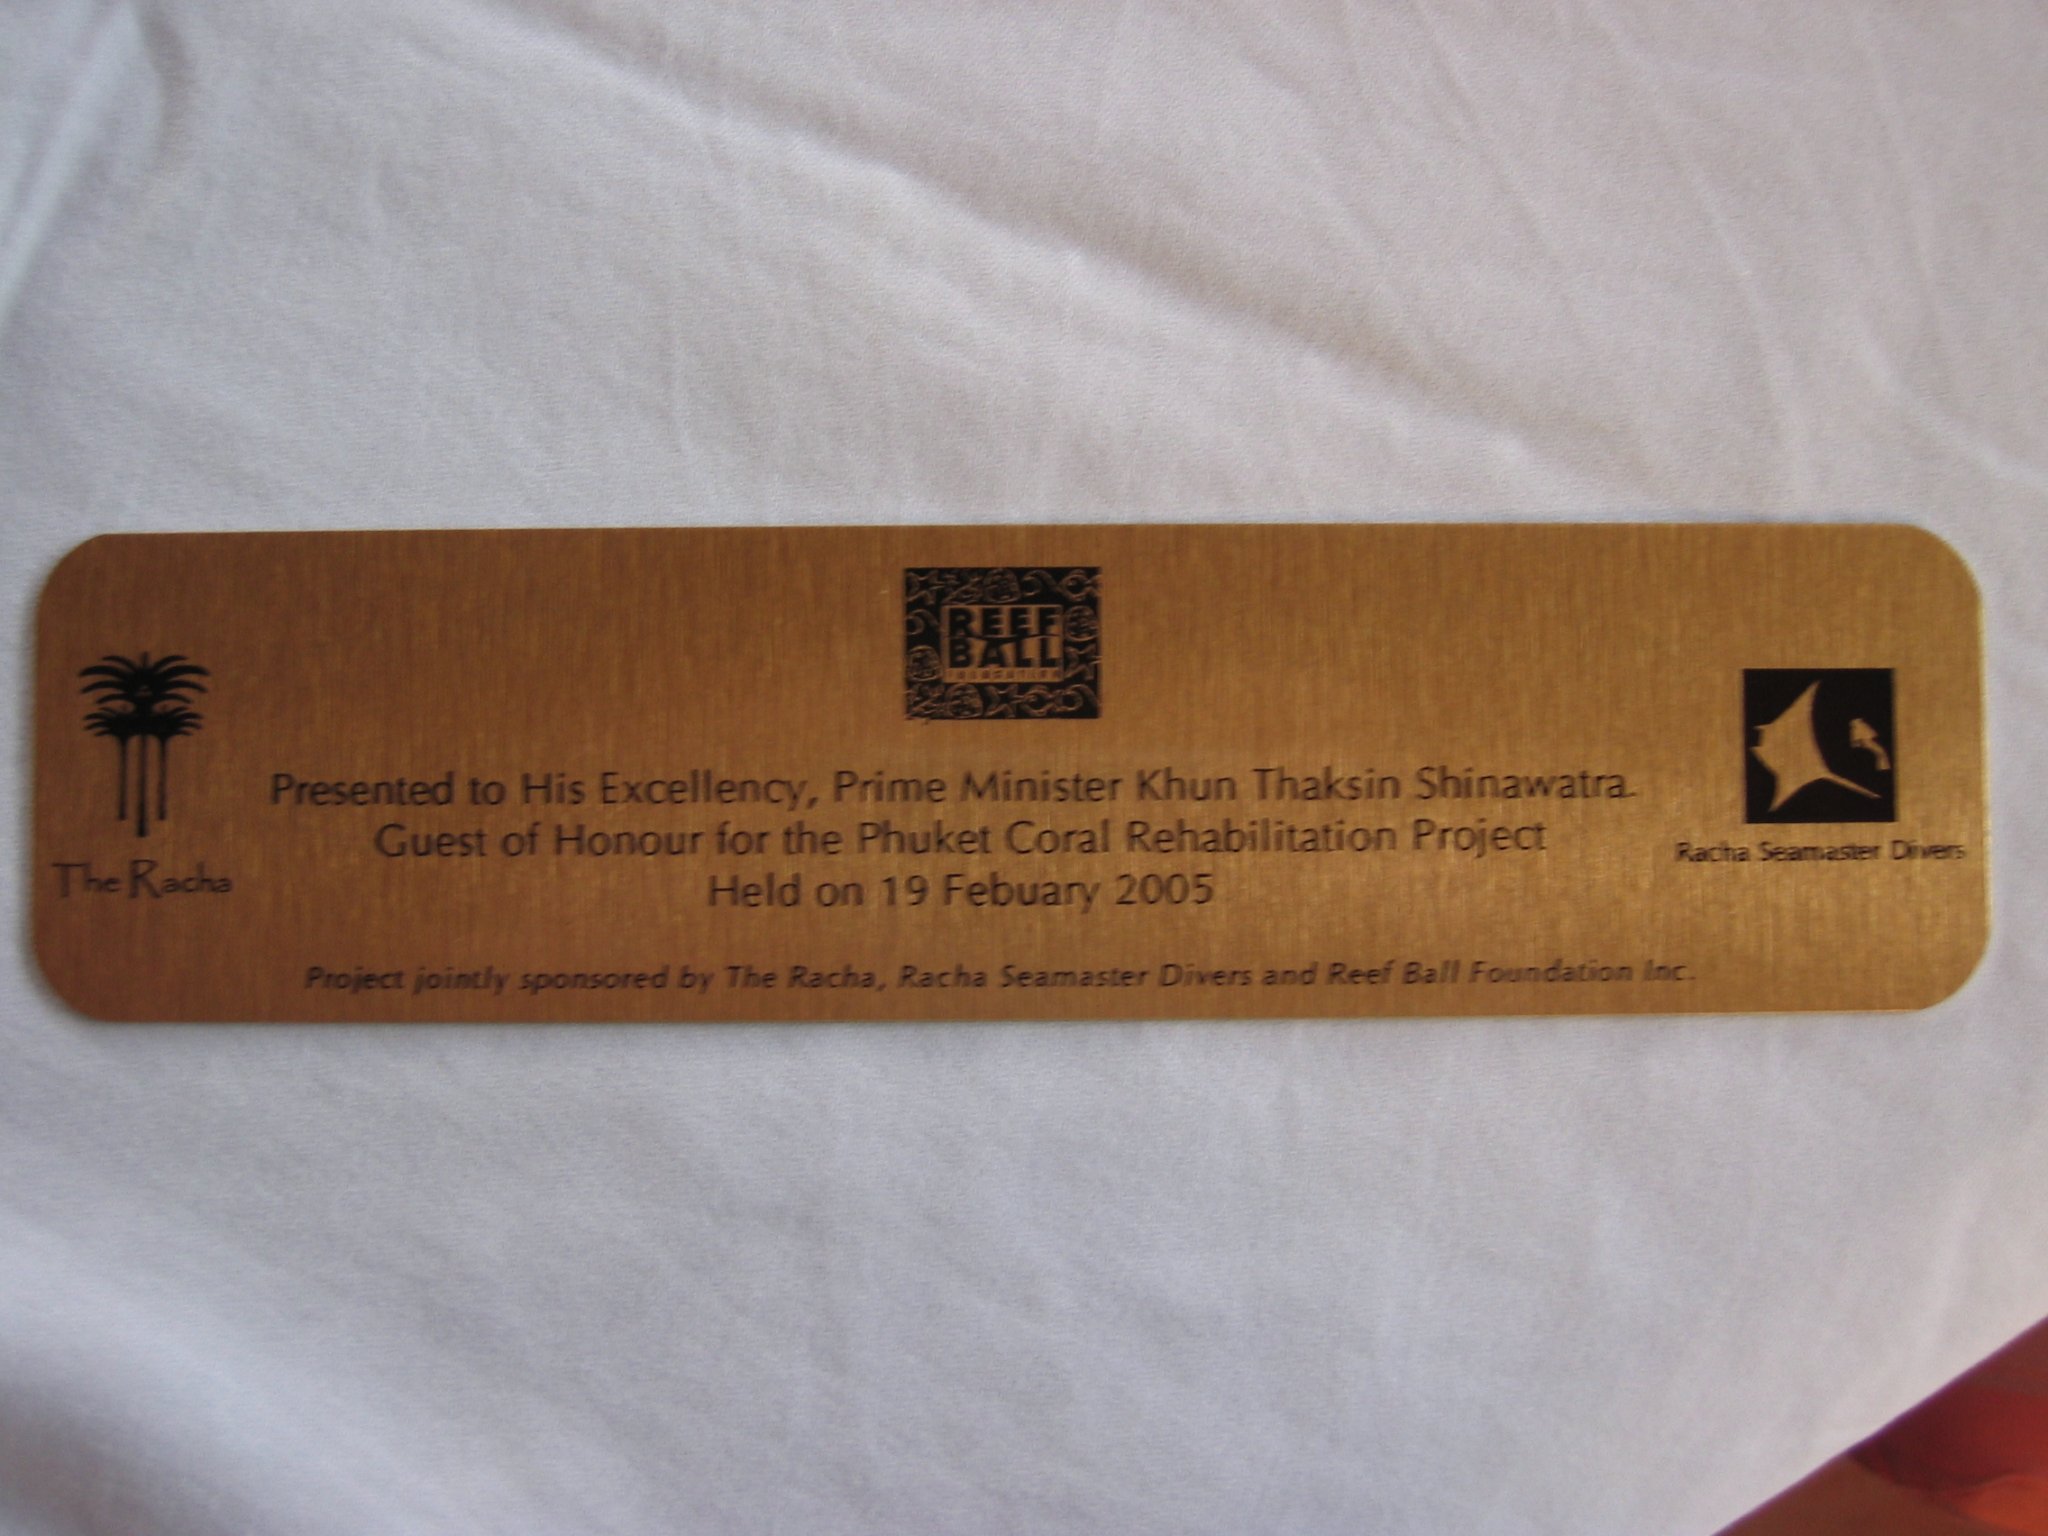 REEF
BALL
FOUNDATION
Presented to His Excellency, Prime Minister Khun Thaksin Shinawatra.
Guest of Honour for the Phuket Coral Rehabilitation Project
Held on 19 Febuary 2005
The Racha
Racha Seamaster Divers
Project jointly sponsored by The Racha, Racha Seamaster Divers and Reef Ball Foundation Inc.